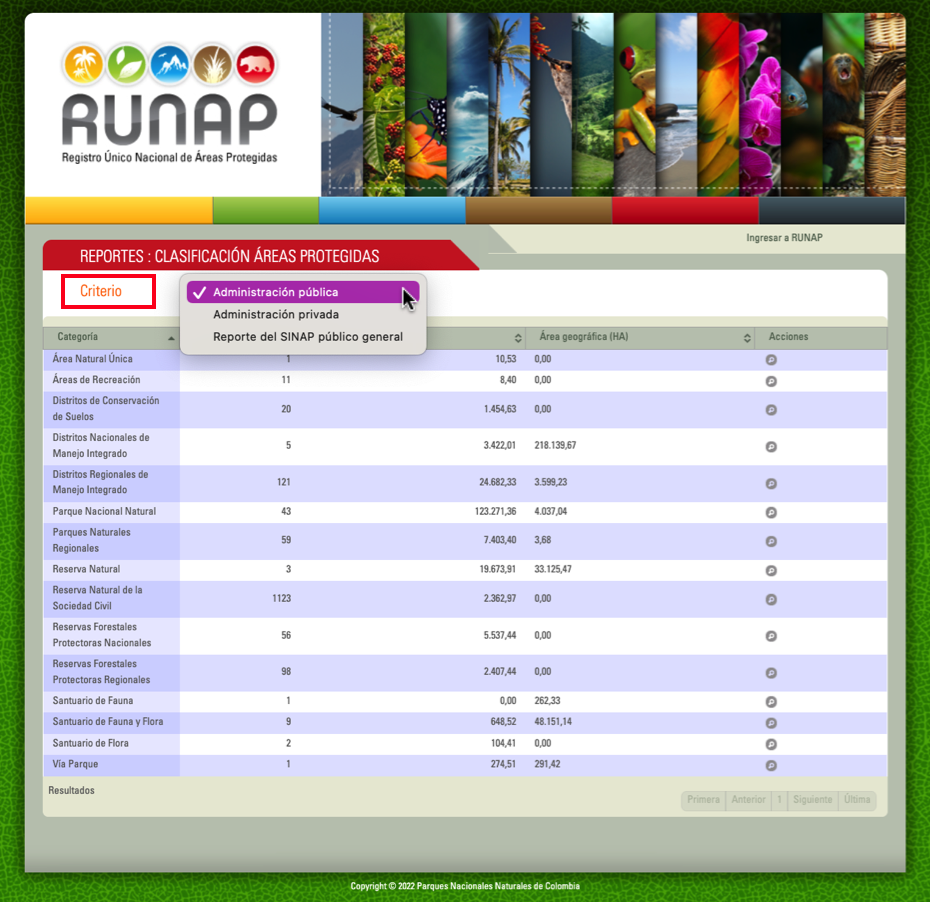 RUNAP
Registro Único Nacional de Áreas Protegidas
Ingresar a RUNAP
REPORTES : CLASIFICACIÓN ÁREAS PROTEGIDAS
Criterio
✓ Administración pública
Administración privada
Reporte del SINAP público general
Categoría Área geográfica (HA) Acciones
Área Natural Única 1 10,53 0,00
Áreas de Recreación 11 8,40 0,00
Distritos de Conservación
de Suelos 20 1.454,63 0,00
Distritos Nacionales de
Manejo Integrado 5 3.422,01 218.139,67
Distritos Regionales de
Manejo Integrado 121 24.682,33 3.599,23
Parque Nacional Natural 43 123.271,36 4.037,04
Parques Naturales
Regionales 59 7.403,40 3,68
Reserva Natural 3 19.673,91 33.125,47
Reserva Natural de la
Sociedad Civil 1123 2.362,97 0,00
Reservas Forestales
Protectoras Nacionales 56 5.537,44 0,00
Reservas Forestales
Protectoras Regionales 98 2.407,44 0,00
Santuario de Fauna 1 0,00 262,33
Santuario de Fauna y Flora 9 648,52 48.151,14
Santuario de Flora 2 104,41 0,00
Vía Parque 1 274,51 291,42
Resultados
Primera Anterior 1 Siguiente Última
Copyright © 2022 Parques Nacionales Naturales de Colombia